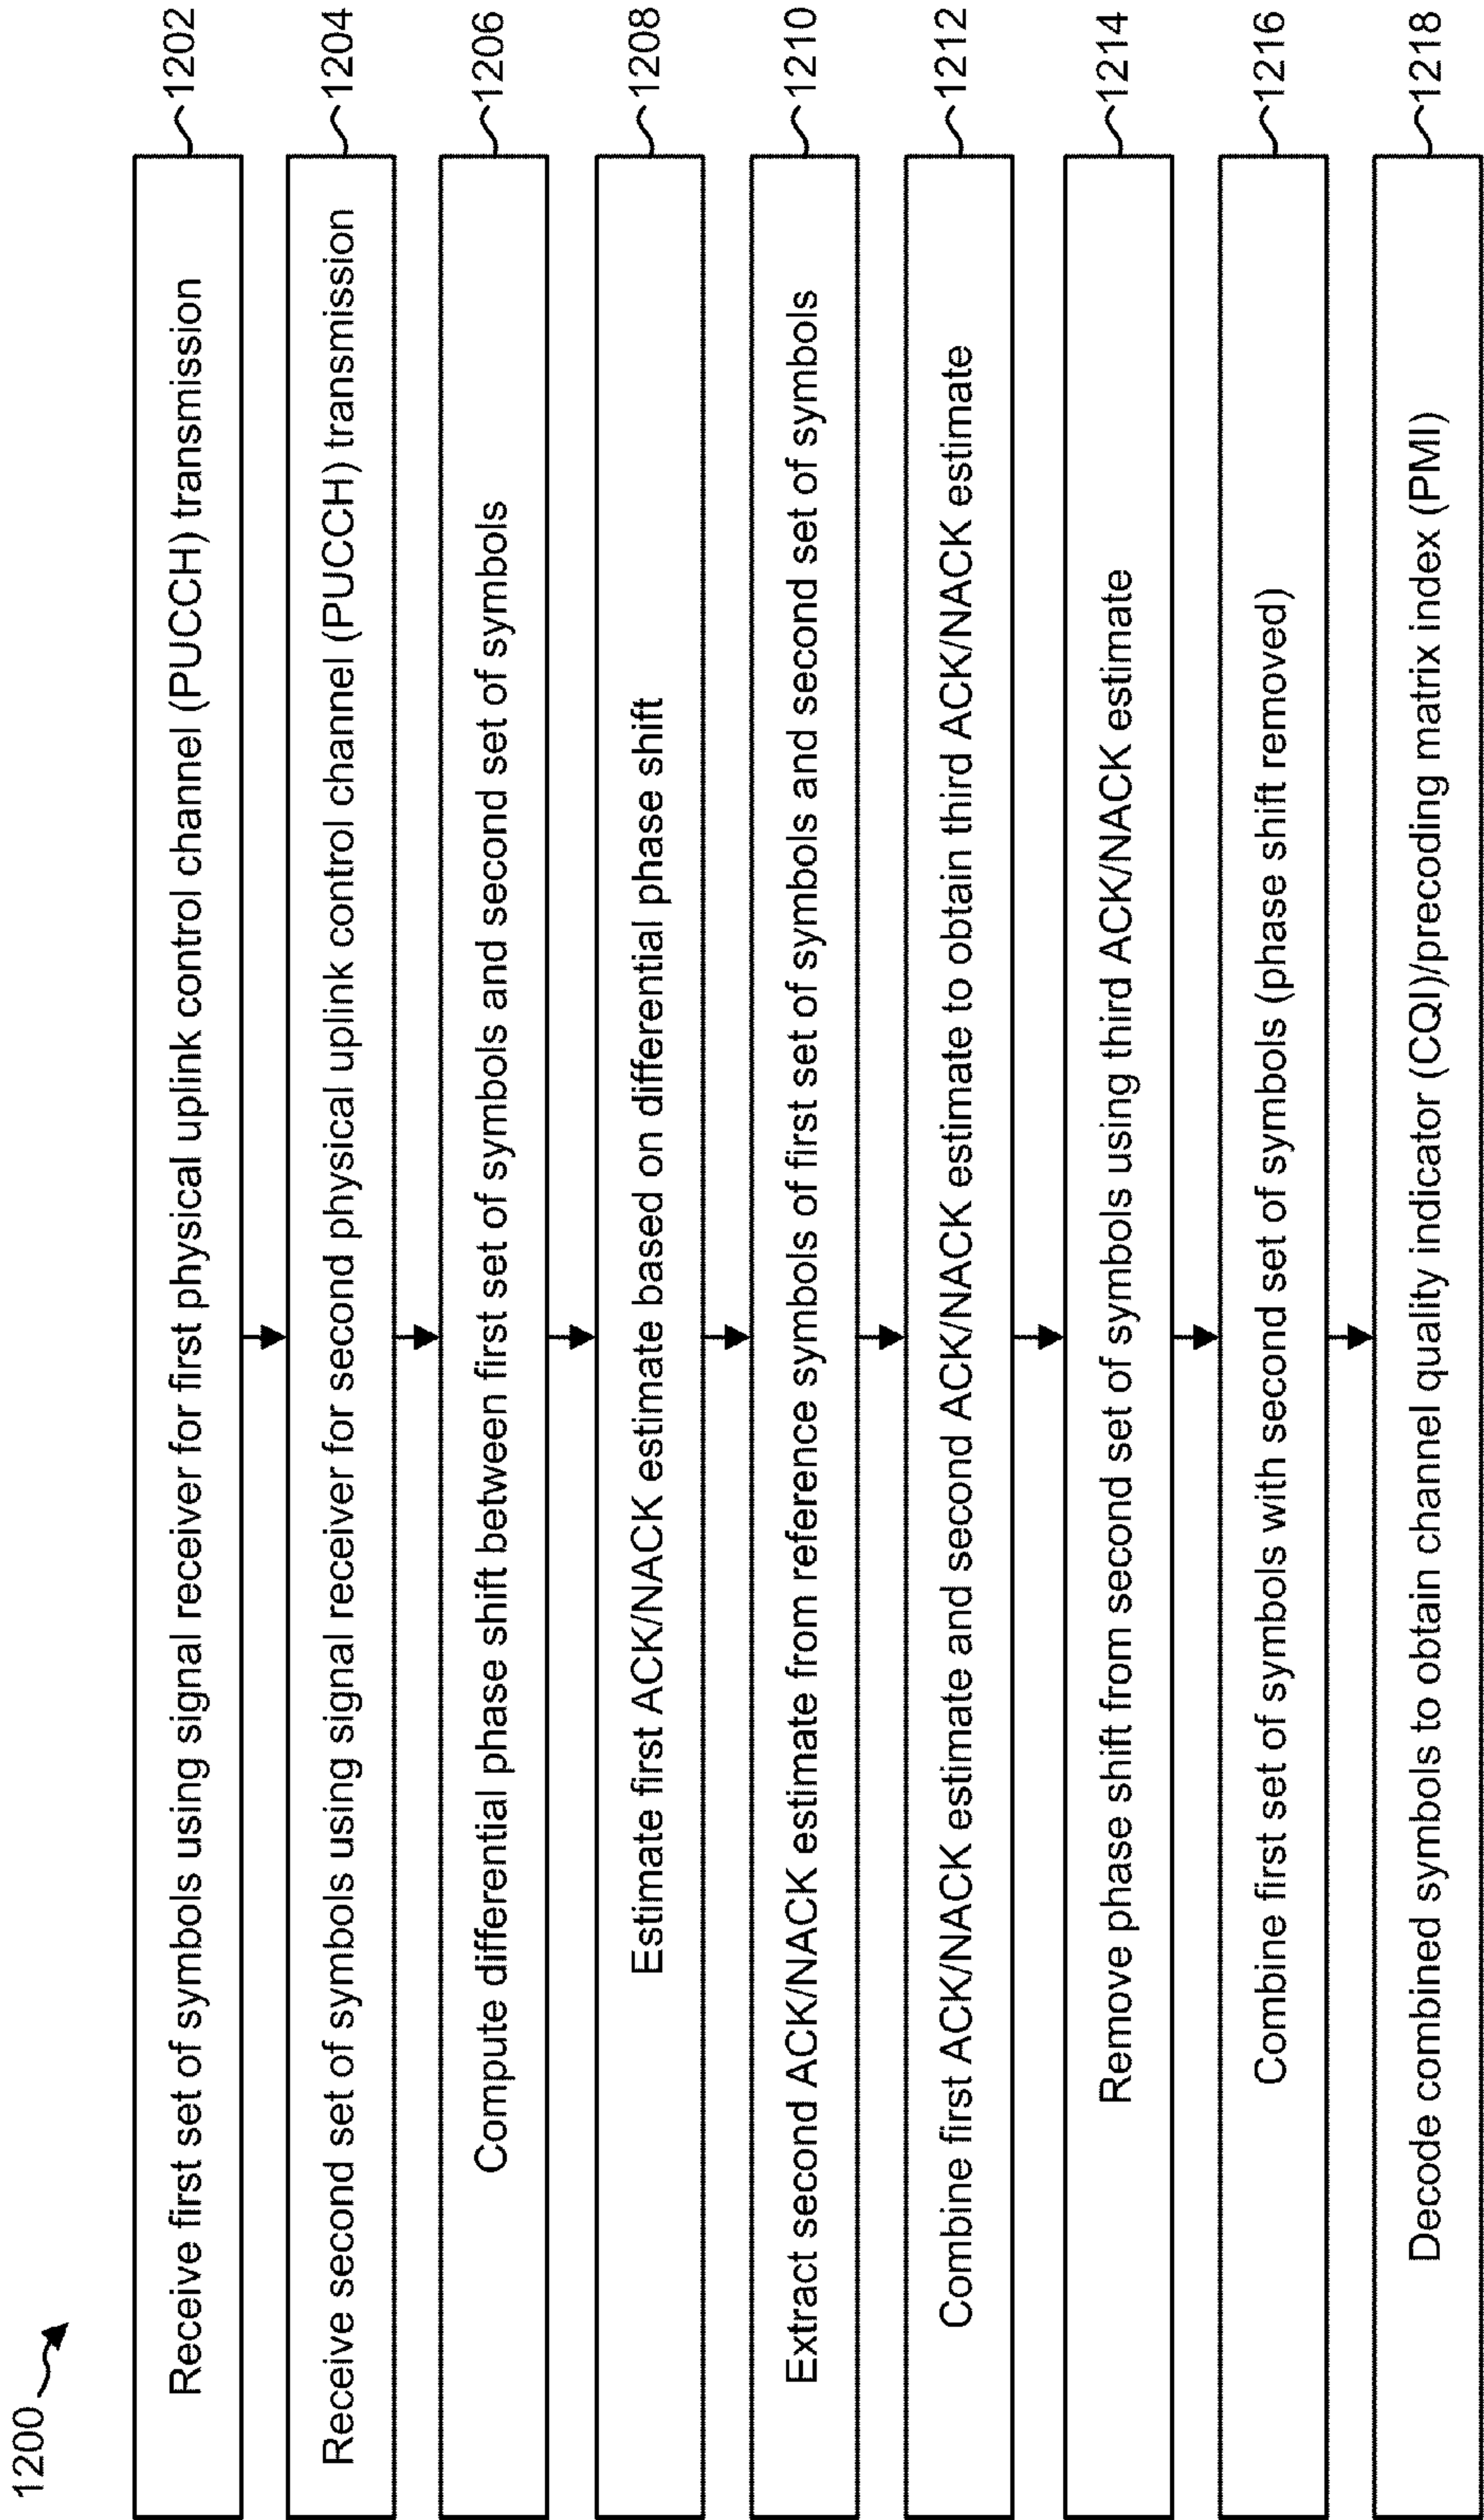 1200
Receive first set of symbols using signal receiver for first physical uplink control channel (PUCCH) transmission
1202
Receive second set of symbols using signal receiver for second physical uplink control channel (PUCCH) transmission
1204
Compute differential phase shift between first set of symbols and second set of symbols
1206
Estimate first ACK/NACK estimate based on differential phase shift
1208
Extract second ACK/NACK estimate from reference symbols of first set of symbols and second set of symbols
1210
Combine first ACK/NACK estimate and second ACK/NACK estimate to obtain third ACK/NACK estimate
1212
Remove phase shift from second set of symbols using third ACK/NACK estimate
1214
Combine first set of symbols with second set of symbols (phase shift removed)
1216
Decode combined symbols to obtain channel quality indicator (CQI)/precoding matrix index (PMI)
1218